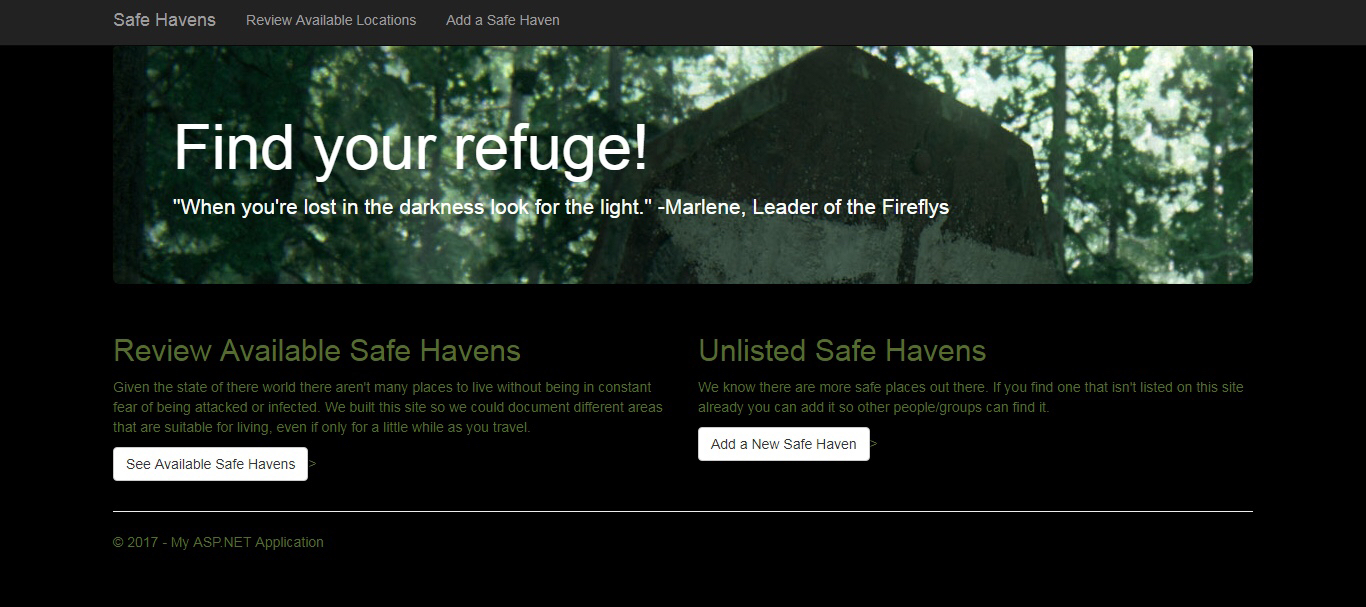 Safe Havens Review Available Locations Add a Safe Haven
Find your refuge!
"When you're lost in the darkness look for the light." -Marlene, Leader of the Fireflys
Review Available Safe Havens
Given the state of there world there aren't many places to live without being in constant
fear of being attacked or infected. We built this site so we could document different areas
that are suitable for living, even if only for a little while as you travel.
See Available Safe Havens >
Unlisted Safe Havens
We know there are more safe places out there. If you find one that isn't listed on this site
already you can add it so other people/groups can find it.
Add a New Safe Haven >
© 2017 - My ASP.NET Application